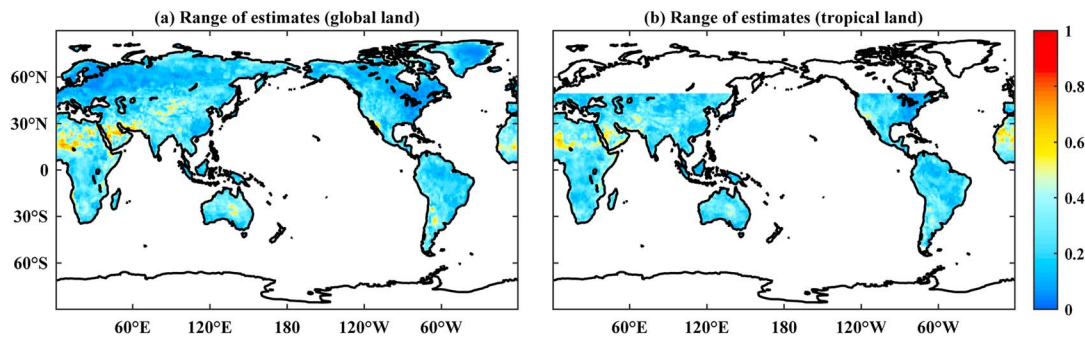 (a) Range of estimates (global land)
(b) Range of estimates (tropical land)
60°N
30°N
0
30°S
60°S
60°E 120°E 180 120°W 60°W
60°E 120°E 180 120°W 60°W
1
0.8
0.6
0.4
0.2
0